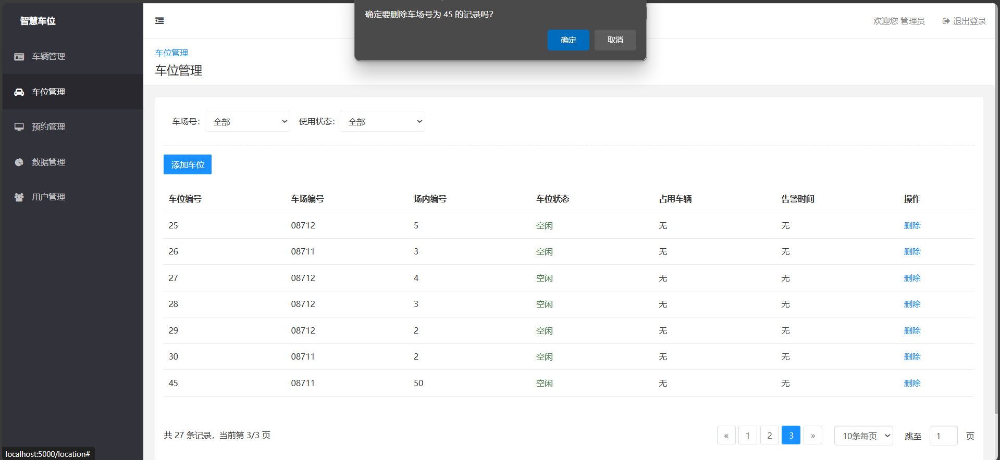 智慧车位
确定要删除车场号为 45 的记录吗？
确定
取消
欢迎您 管理员
退出登录
车辆管理
车位管理
预约管理
数据管理
用户管理
车位管理
车位管理
车场号： 全部 使用状态： 全部
添加车位
车位编号 车场编号 场内编号 车位状态 占用车辆 告警时间 操作
25 08712 5 空闲 无 无 删除
26 08711 3 空闲 无 无 删除
27 08712 4 空闲 无 无 删除
28 08712 3 空闲 无 无 删除
29 08712 2 空闲 无 无 删除
30 08711 2 空闲 无 无 删除
45 08711 50 空闲 无 无 删除
共 27 条记录，当前第 3/3 页
« 1 2 3 » 10条每页 跳至 1 页
localhost:5000/location#